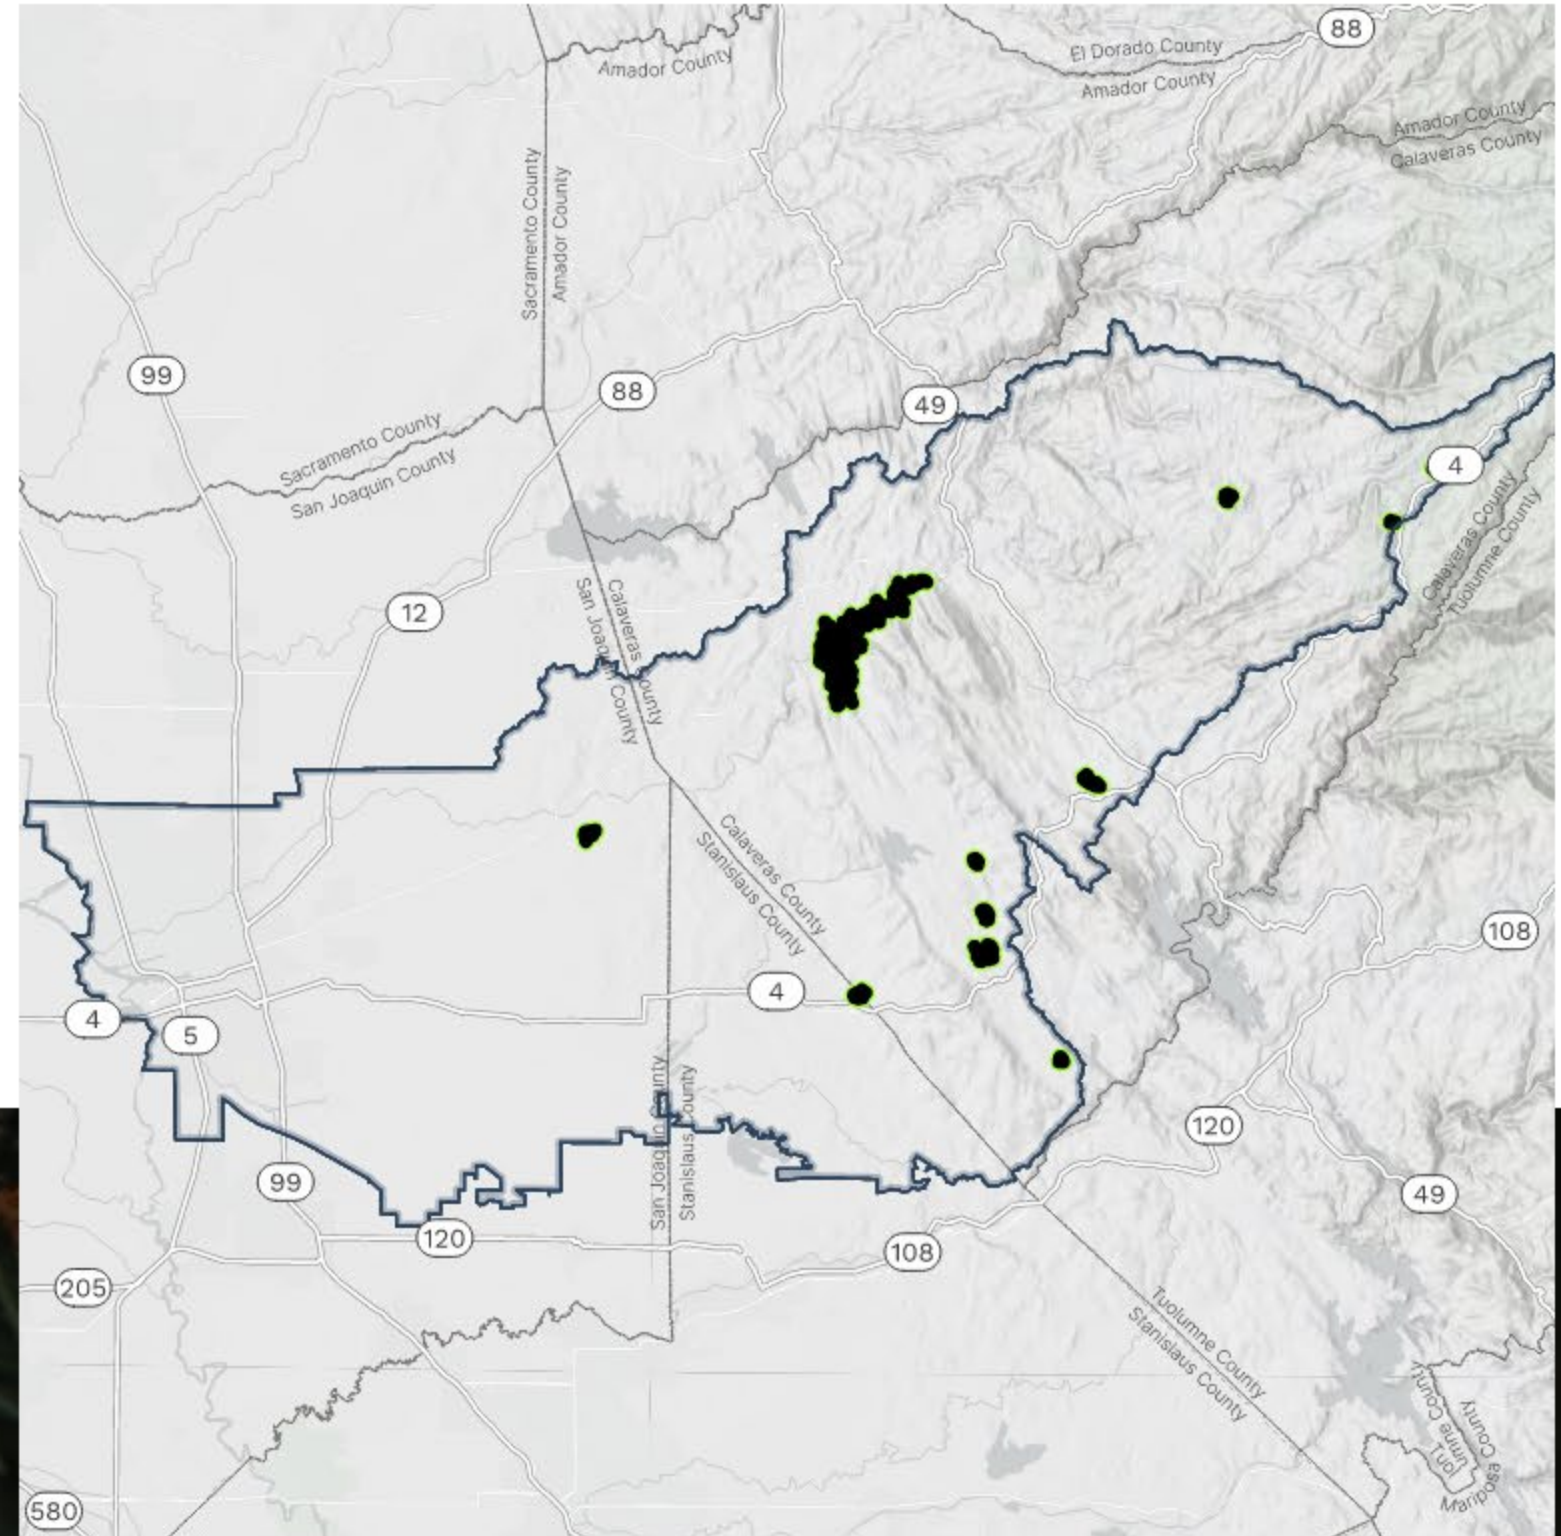 88
El Dorado County
Amador County
Amador County
Amador County
Calaveras County
Sacramento County
Amador County
99
88
49
Sacramento County
San Joaquin County
4
Calaveras County
Tuolumne County
12
Calaveras County
San Joaquin County
Calaveras County
Stanislaus County
108
4
4
5
San Joaquin County
Stanislaus County
120
99
49
120
108
205
Tuolumne County
Stanislaus County
Tuolumne County
Mariposa County
580